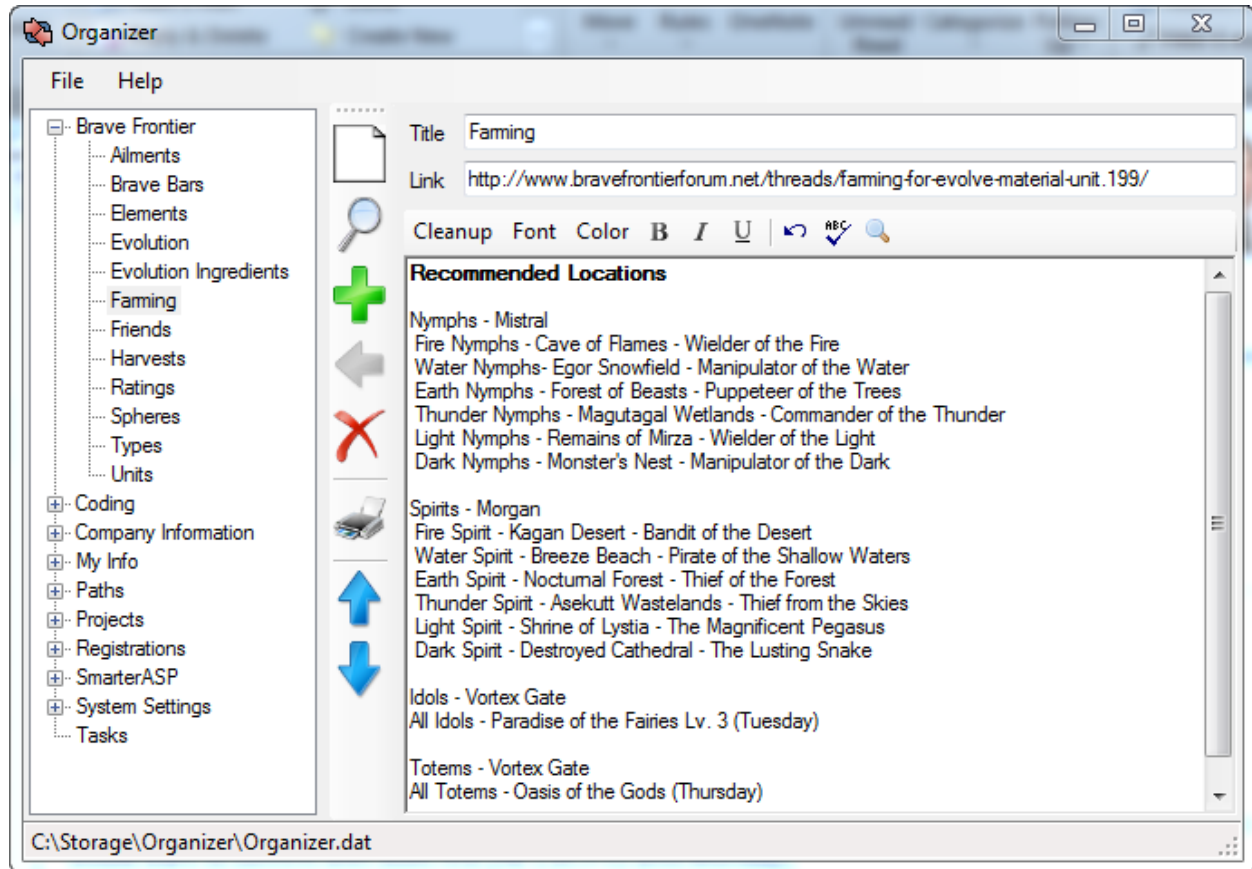 Organizer
File Help
Brave Frontier
Ailments
Brave Bars
Elements
Evolution
Evolution Ingredients
Farming
Friends
Harvests
Ratings
Spheres
Types
Units
Coding
Company Information
My Info
Paths
Projects
Registrations
SmarterASP
System Settings
Tasks
Title Farming
Link http://www.bravefrontierforum.net/threads/farming-for-evolve-material-unit.199/
Cleanup Font Color B I U ABC
Recommended Locations
Nymphs - Mistral
Fire Nymphs - Cave of Flames - Wielder of the Fire
Water Nymphs- Egor Snowfield - Manipulator of the Water
Earth Nymphs - Forest of Beasts - Puppeteer of the Trees
Thunder Nymphs - Magutagal Wetlands - Commander of the Thunder
Light Nymphs - Remains of Mirza - Wielder of the Light
Dark Nymphs - Monster's Nest - Manipulator of the Dark
Spirits - Morgan
Fire Spirit - Kagan Desert - Bandit of the Desert
Water Spirit - Breeze Beach - Pirate of the Shallow Waters
Earth Spirit - Nocturnal Forest - Thief of the Forest
Thunder Spirit - Asekutt Wastelands - Thief from the Skies
Light Spirit - Shrine of Lystia - The Magnificent Pegasus
Dark Spirit - Destroyed Cathedral - The Lusting Snake
Idols - Vortex Gate
All Idols - Paradise of the Fairies Lv. 3 (Tuesday)
Totems - Vortex Gate
All Totems - Oasis of the Gods (Thursday)
C:\Storage\Organizer\Organizer.dat